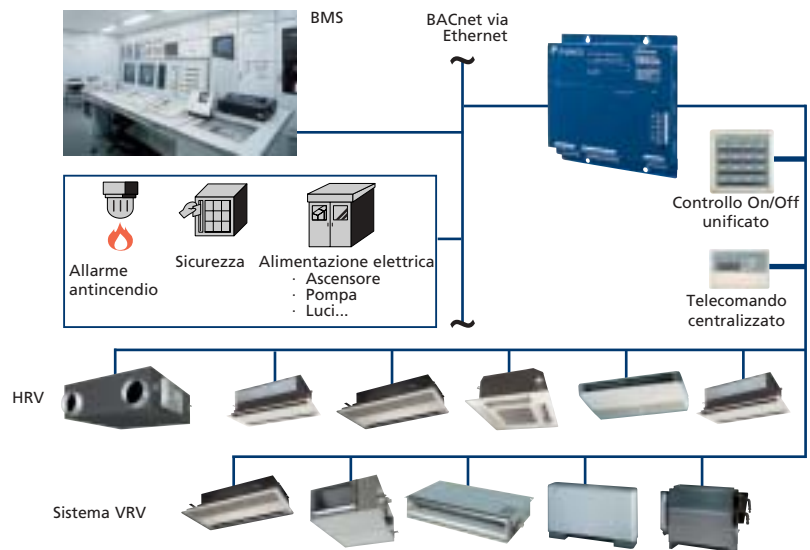 BMS
BACnet via
Ethernet
Controllo On/Off
unificato
Allarme
antincendio
Sicurezza
Alimentazione elettrica
· Ascensore
· Pompa
· Luci...
Telecomando
centralizzato
HRV
Sistema VRV